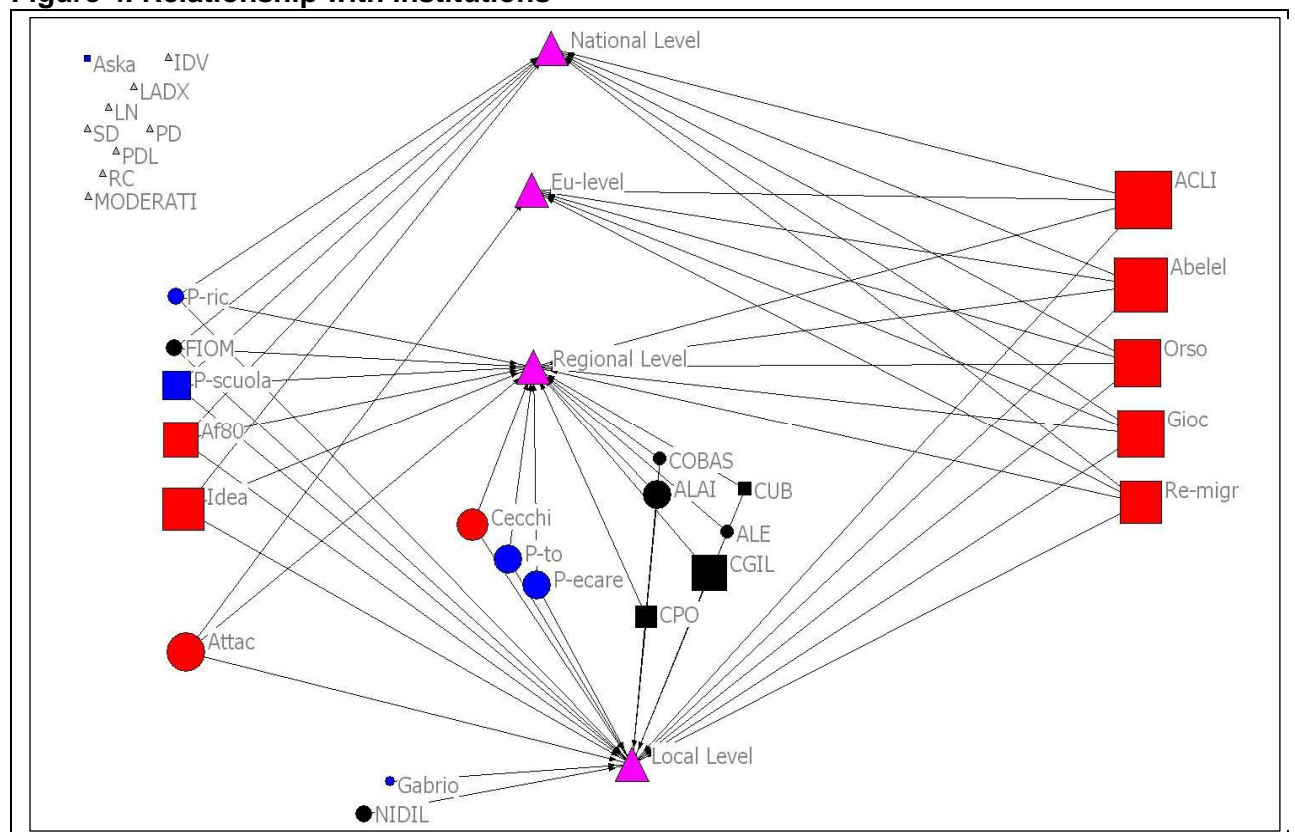 Figure 4. Relationship with institutions
National Level
Aska
IDV
LADX
LN
SD
PD
PDL
RC
MODERATI
Eu-level
ACLI
Abelel
P-ric
FIOM
Regional Level
Orso
P-scuola
Af80
Gioc
COBAS
ALAI
CUB
Re-migr
Idea
Cecchi
ALE
P-to
CGIL
P-ecare
CPO
Attac
Local Level
Gabrio
NIDIL